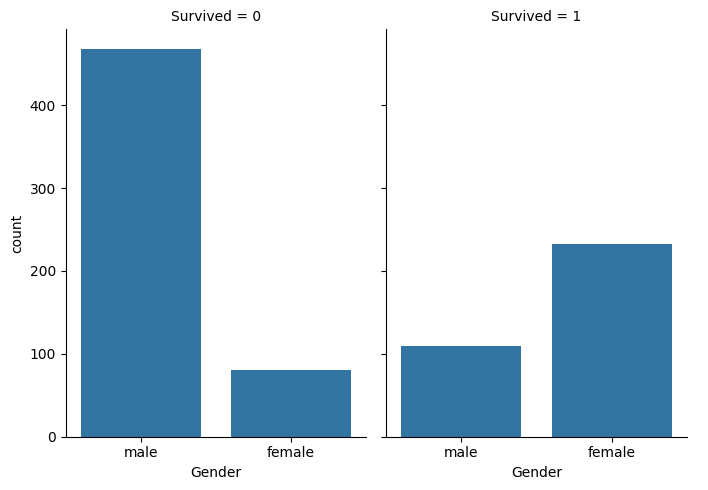 Survived = 0
Survived = 1
400
300
200
100
0
count
male
female
male
female
Gender
Gender